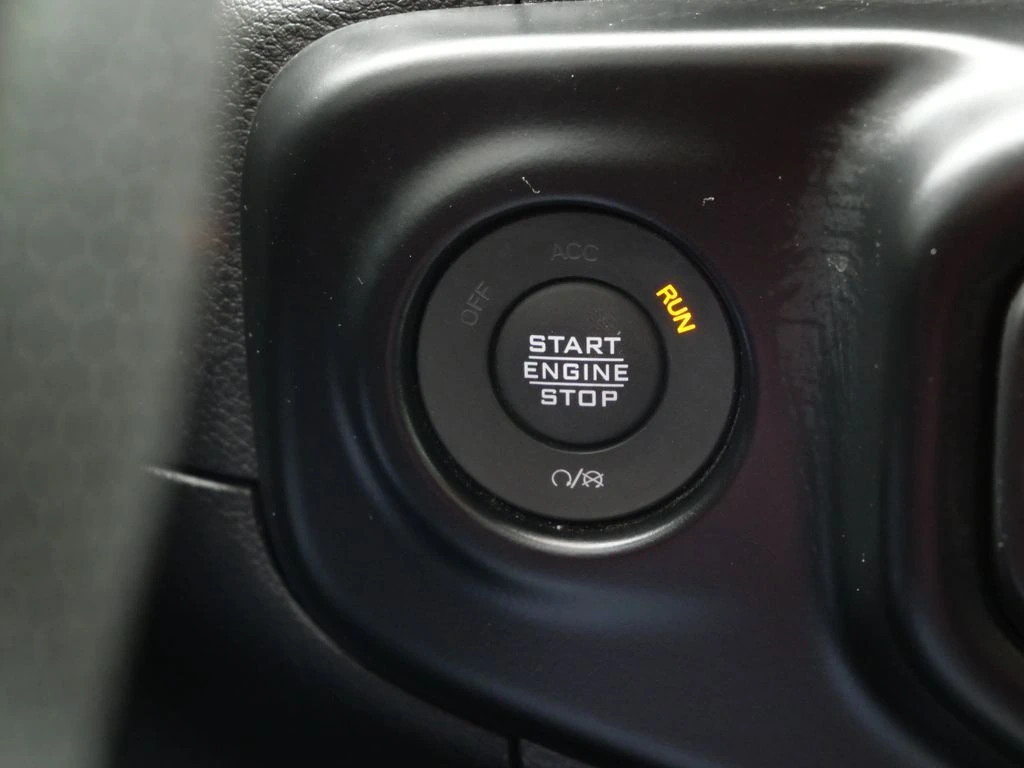 ACC
OFF
RUN
START
ENGINE
STOP